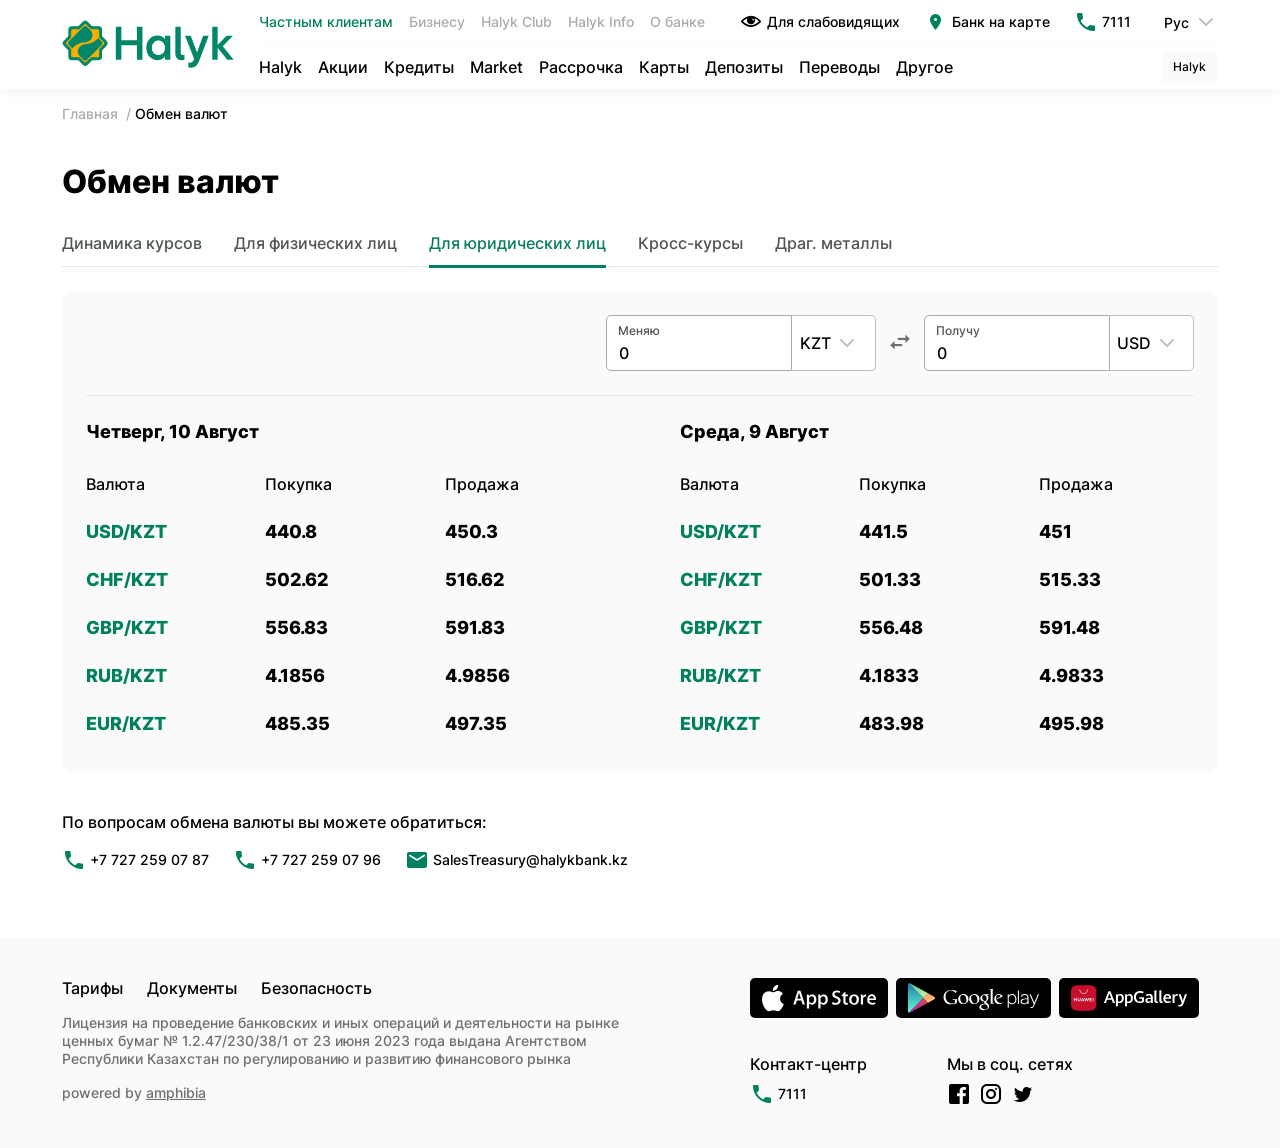 Halyk
Частным клиентам Бизнесу Halyk Club Halyk Info О банке Для слабовидящих Банк на карте 7111 Рус
Halyk Акции Кредиты Market Рассрочка Карты Депозиты Переводы Другое Halyk
Главная / Обмен валют
Обмен валют
Динамика курсов Для физических лиц Для юридических лиц Кросс-курсы Драг. металлы
Меняю Получу
0 KZT 0 USD
Четверг, 10 Август Среда, 9 Август
Валюта Покупка Продажа Валюта Покупка Продажа
USD/KZT 440.8 450.3 USD/KZT 441.5 451
CHF/KZT 502.62 516.62 CHF/KZT 501.33 515.33
GBP/KZT 556.83 591.83 GBP/KZT 556.48 591.48
RUB/KZT 4.1856 4.9856 RUB/KZT 4.1833 4.9833
EUR/KZT 485.35 497.35 EUR/KZT 483.98 495.98
По вопросам обмена валюты вы можете обратиться:
+7 727 259 07 87 +7 727 259 07 96 SalesTreasury@halykbank.kz
Тарифы Документы Безопасность
Лицензия на проведение банковских и иных операций и деятельности на рынке
ценных бумаг № 1.2.47/230/38/1 от 23 июня 2023 года выдана Агентством
Республики Казахстан по регулированию и развитию финансового рынка
powered by amphibia
App Store Google play HUAWEI AppGallery
Контакт-центр Мы в соц. сетях
7111